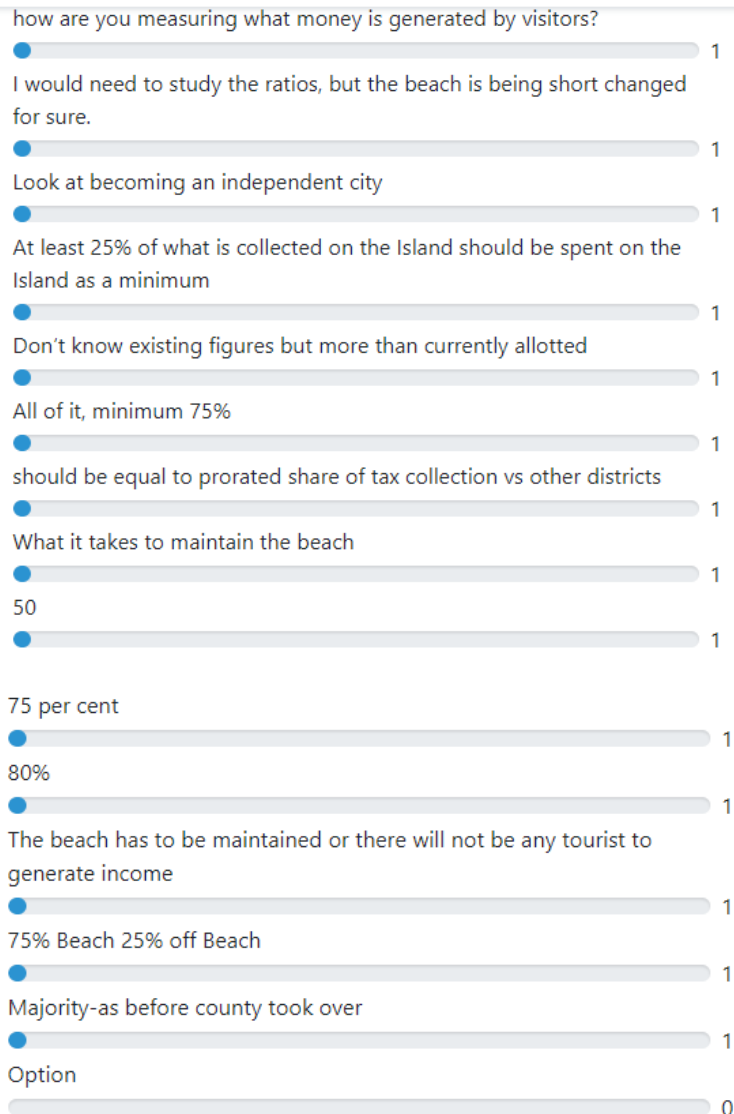 how are you measuring what money is generated by visitors?
1
I would need to study the ratios, but the beach is being short changed
for sure.
1
Look at becoming an independent city
1
At least 25% of what is collected on the Island should be spent on the
Island as a minimum
1
Don't know existing figures but more than currently allotted
1
All of it, minimum 75%
1
should be equal to prorated share of tax collection vs other districts
1
What it takes to maintain the beach
1
50
1
75 per cent
1
80%
1
The beach has to be maintained or there will not be any tourist to
generate income
1
75% Beach 25% off Beach
1
Majority-as before county took over
1
Option
0